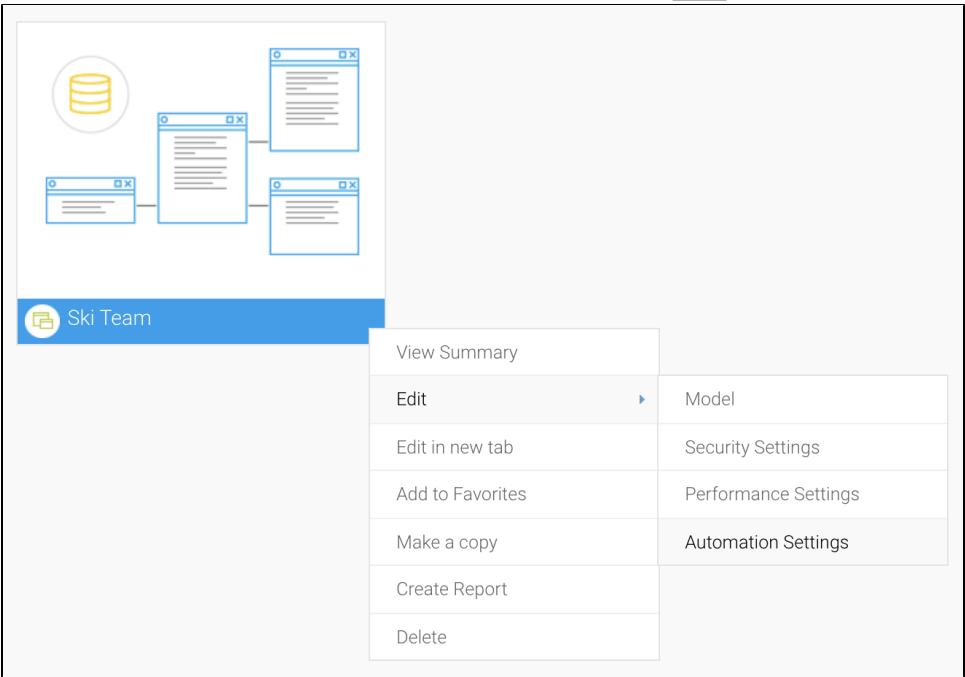 Ski Team
View Summary
Edit
Edit in new tab
Add to Favorites
Make a copy
Create Report
Delete
Model
Security Settings
Performance Settings
Automation Settings